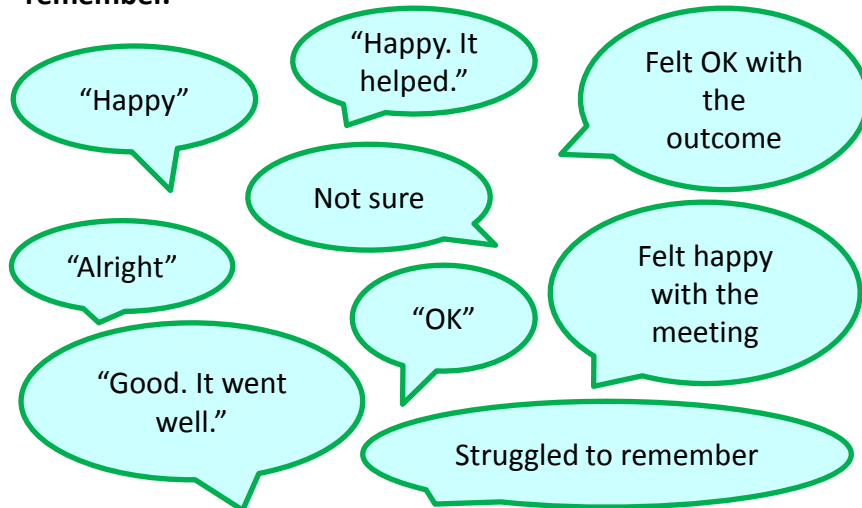 remember.
“Happy”
“Happy. It
helped.”
Felt OK with
the
outcome
Not sure
“Alright”
“OK”
Felt happy
with the
meeting
“Good. It went
well.”
Struggled to remember